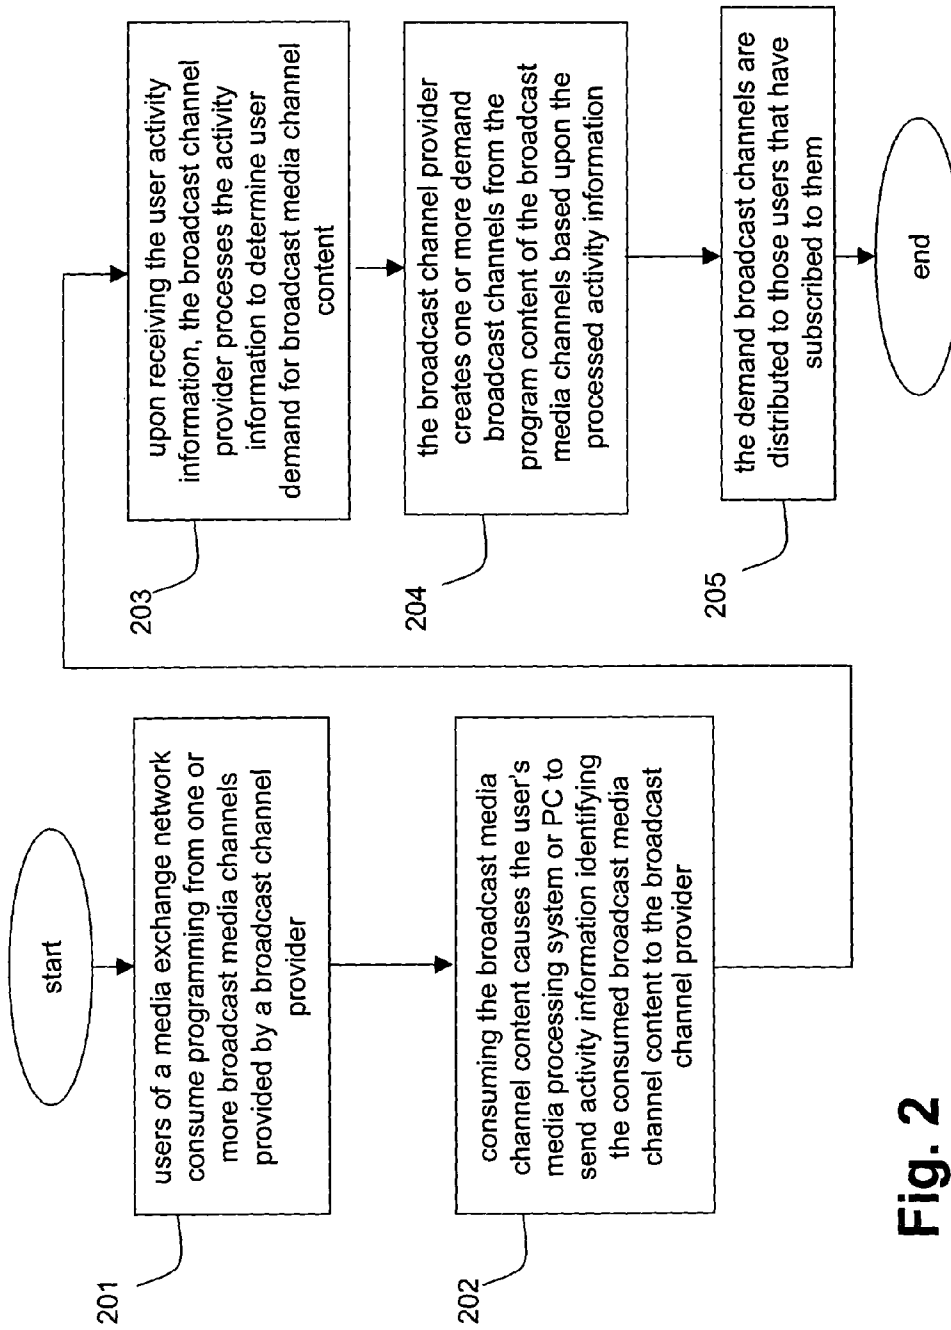 start
201
users of a media exchange network
consume programming from one or
more broadcast media channels
provided by a broadcast channel
provider
202
consuming the broadcast media
channel content causes the user's
media processing system or PC to
send activity information identifying
the consumed broadcast media
channel content to the broadcast
channel provider
203
upon receiving the user activity
information, the broadcast channel
provider processes the activity
information to determine user
demand for broadcast media channel
content
204
the broadcast channel provider
creates one or more demand
broadcast channels from the
program content of the broadcast
media channels based upon the
processed activity information
205
the demand broadcast channels are
distributed to those users that have
subscribed to them
end
Fig. 2